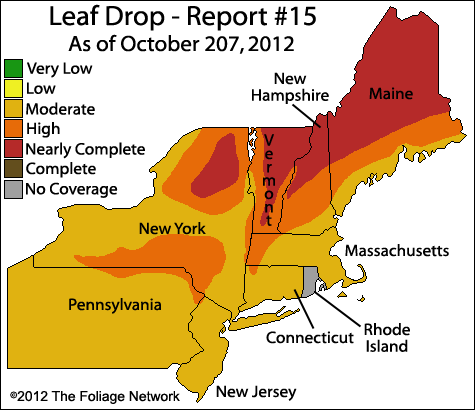 Leaf Drop - Report #15
As of October 207, 2012
Very Low
Low
Moderate
High
Nearly Complete
Complete
No Coverage
New
Hampshire
Maine
Vermont
New York
Massachusetts
Pennsylvania
Connecticut
Rhode
Island
New Jersey
©2012 The Foliage Network